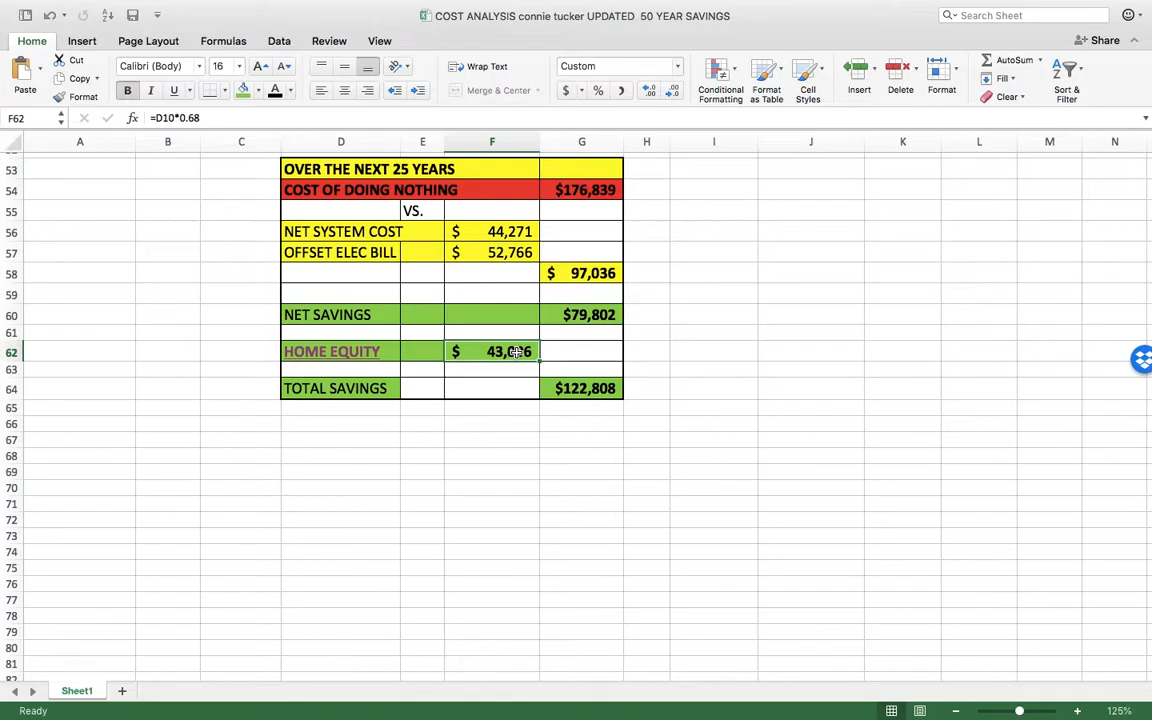 COST ANALYSIS connie tucker UPDATED 50 YEAR SAVINGS
Search Sheet
Home Insert Page Layout Formulas Data Review View
Share
Paste
Cut
Copy
Format
Calibri (Body) 16
B I U
Wrap Text
Merge & Center
Custom
$ % ,
Conditional Formatting
Format as Table
Cell Styles
Insert
Delete
Format
AutoSum
Fill
Clear
Sort & Filter
F62 fx =D10*0.68
A B C D E F G H I J K L M N
53 OVER THE NEXT 25 YEARS
54 COST OF DOING NOTHING $176,839
55 VS.
56 NET SYSTEM COST $ 44,271
57 OFFSET ELEC BILL $ 52,766
58 $ 97,036
59
60 NET SAVINGS $79,802
61
62 HOME EQUITY $
63
64 TOTAL SAVINGS $122,808
65
66
67
68
69
70
71
72
73
74
75
76
77
78
79
80
81
Sheet1
Ready
125%